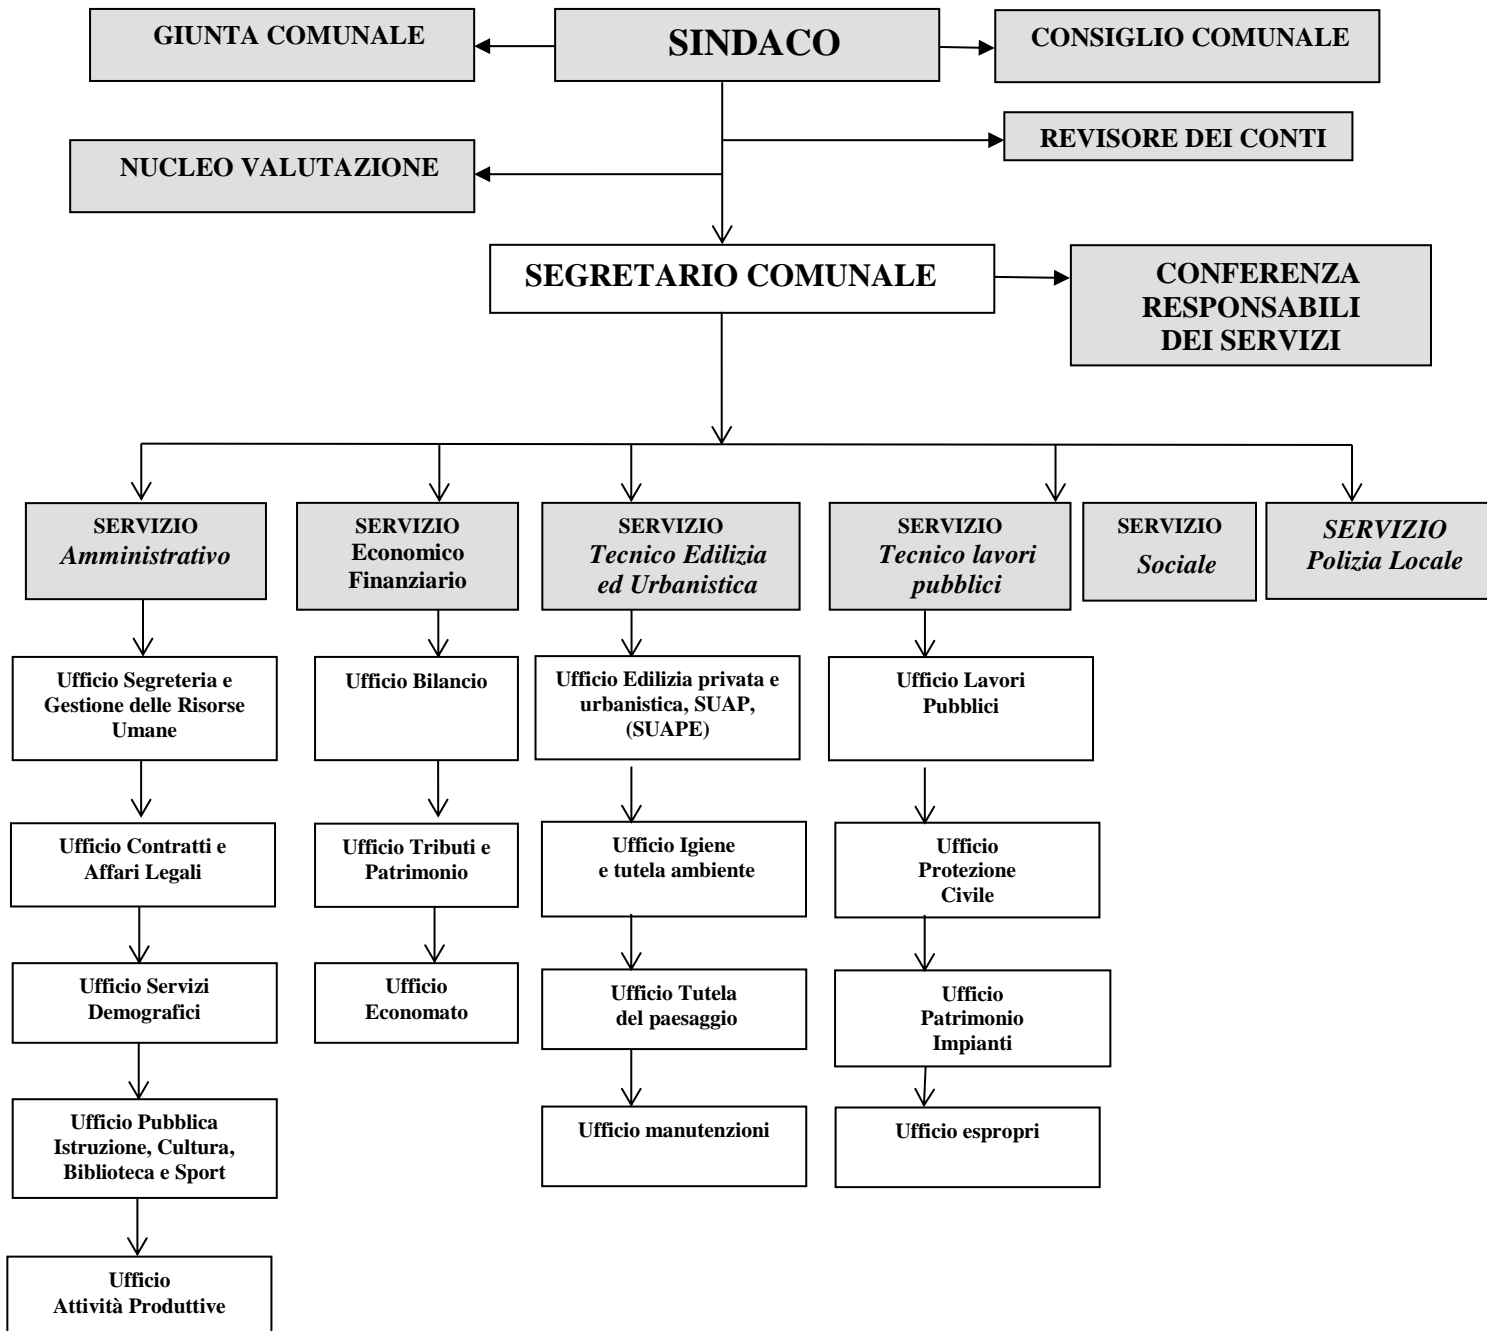 GIUNTA COMUNALE
SINDACO
CONSIGLIO COMUNALE
REVISORE DEI CONTI
NUCLEO VALUTAZIONE
SEGRETARIO COMUNALE
CONFERENZA
RESPONSABILI
DEI SERVIZI
SERVIZIO
Amministrativo
SERVIZIO
Economico
Finanziario
SERVIZIO
Tecnico Edilizia
ed Urbanistica
SERVIZIO
Tecnico lavori
pubblici
SERVIZIO
Sociale
SERVIZIO
Polizia Locale
Ufficio Segreteria e
Gestione delle Risorse
Umane
Ufficio Bilancio
Ufficio Edilizia privata e
urbanistica, SUAP,
(SUAPE)
Ufficio Lavori
Pubblici
Ufficio Contratti e
Affari Legali
Ufficio Tributi e
Patrimonio
Ufficio Igiene
e tutela ambiente
Ufficio
Protezione
Civile
Ufficio Servizi
Demografici
Ufficio
Economato
Ufficio Tutela
del paesaggio
Ufficio
Patrimonio
Impianti
Ufficio Pubblica
Istruzione, Cultura,
Biblioteca e Sport
Ufficio manutenzioni
Ufficio espropri
Ufficio
Attività Produttive